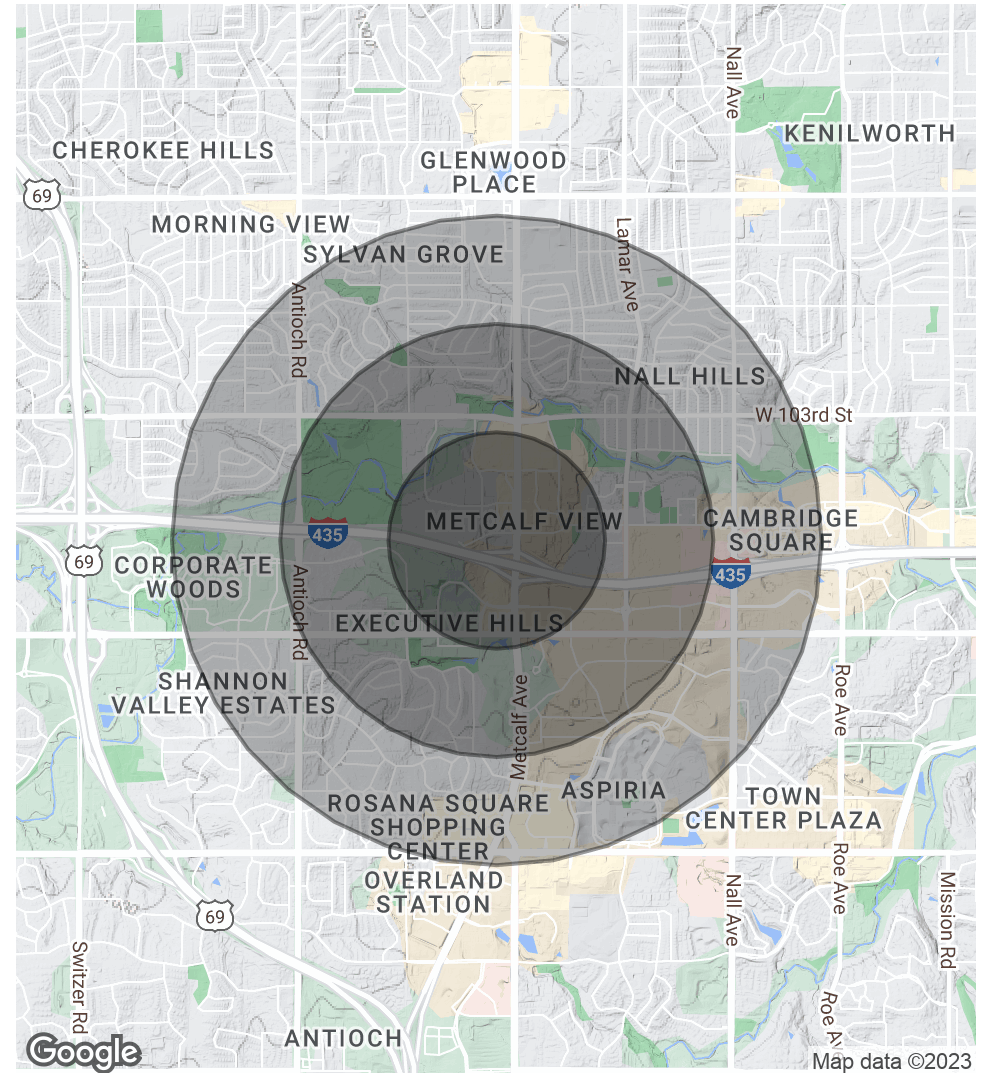 Nall Ave
KENILWORTH
CHEROKEE HILLS
GLENWOOD
PLACE
69
MORNING VIEW
SYLVAN GROVE
Lamar Ave
Antioch Rd
NALL HILLS
W 103rd St
METCALF VIEW
CAMBRIDGE
SQUARE
435
69
CORPORATE
WOODS
435
Antioch Rd
EXECUTIVE HILLS
SHANNON
VALLEY ESTATES
Metcalf Ave
Roe Ave
ASPIRIA
ROSANA SQUARE
SHOPPING
CENTER
TOWN
CENTER PLAZA
OVERLAND
STATION
Roe Ave
Nall Ave
Mission Rd
69
Switzer Rd
ANTIOCH
Roe Av
Google
Map data ©2023